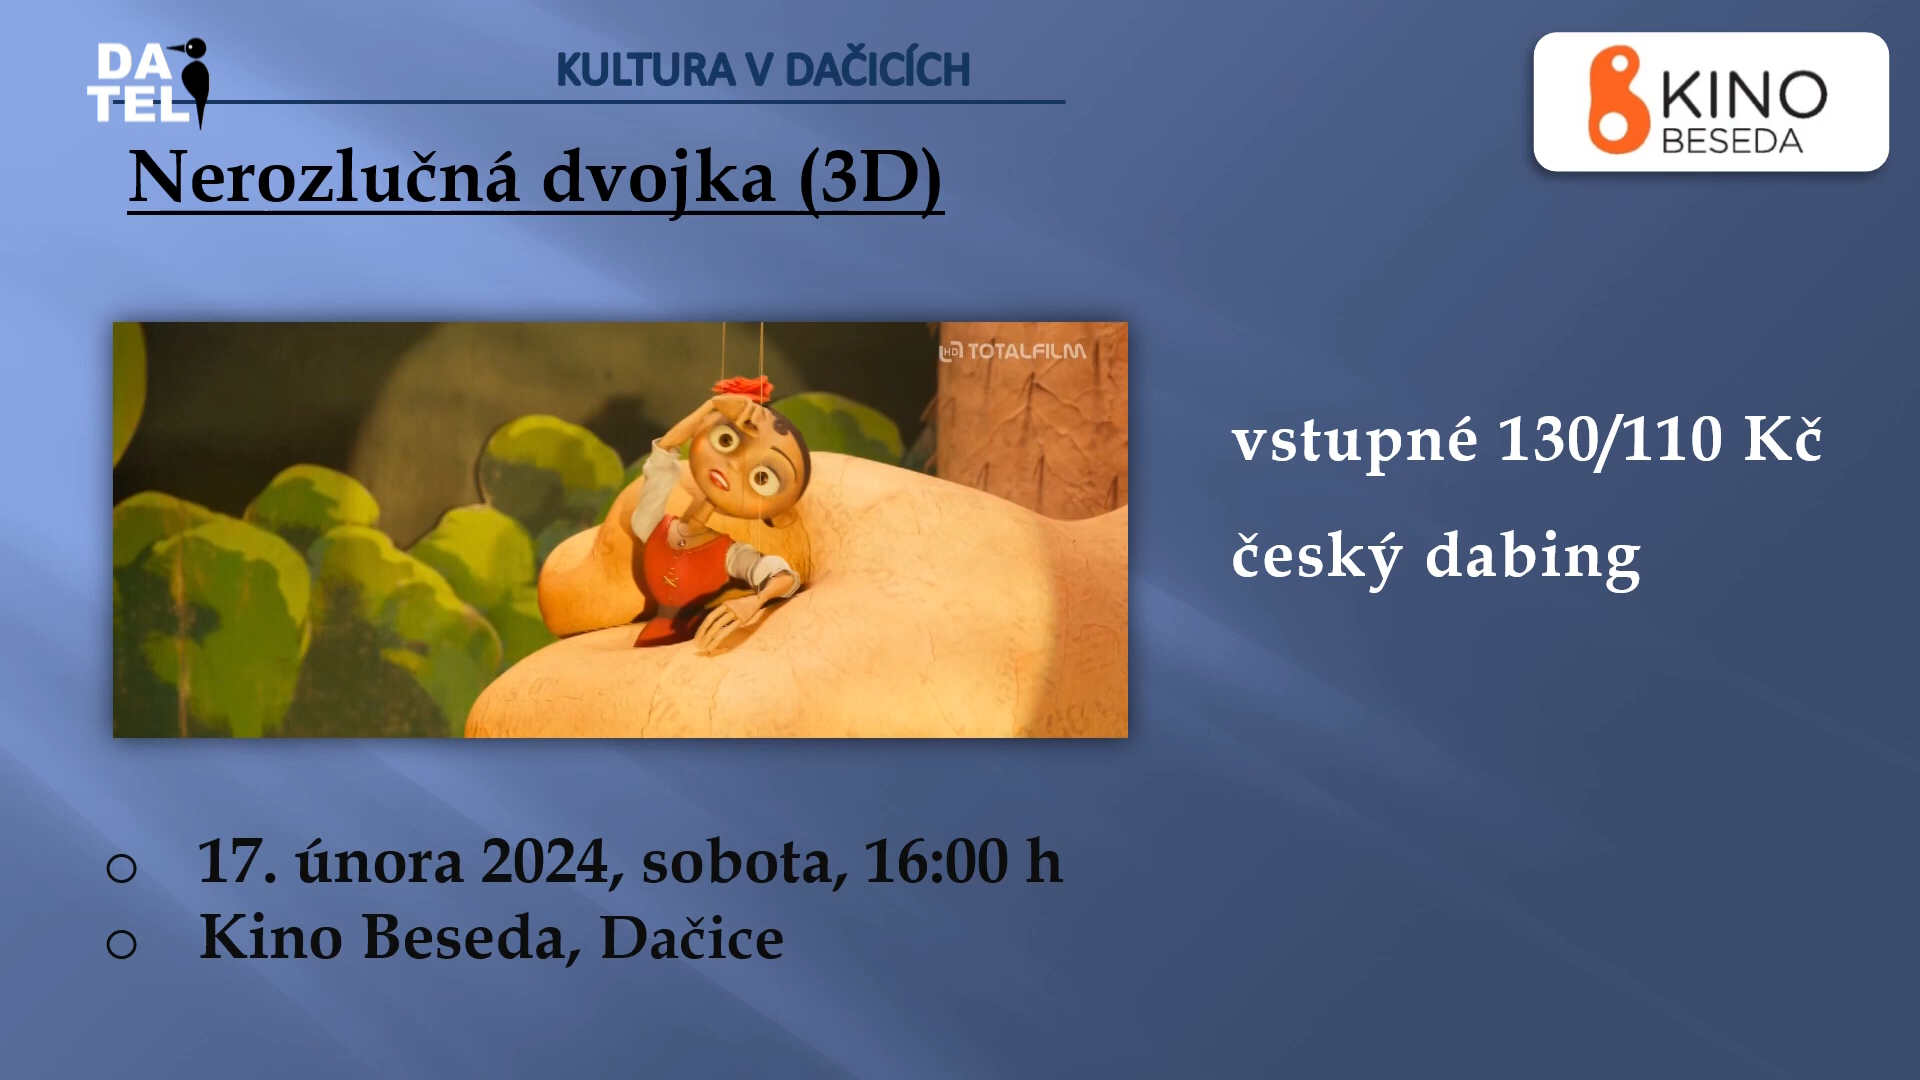 DA
TEL
KULTURA V DAČICÍCH
KINO
BESEDA
Nerozlučná dvojka (3D)
HD TOTALFILM
vstupné 130/110 Kč
český dabing
17. února 2024, sobota, 16:00 h
Kino Beseda, Dačice